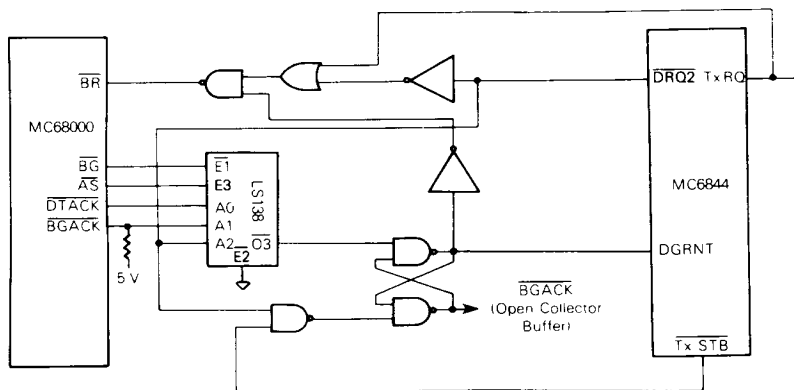 BR
DRQ2 TxRQ
MC68000
LS138
MC6844
BG
E1
AS
E3
DTACK
A0
BGACK
A1
A2 O3
E2
5 V
DGRNT
BGACK
(Open Collector
Buffer)
Tx STB